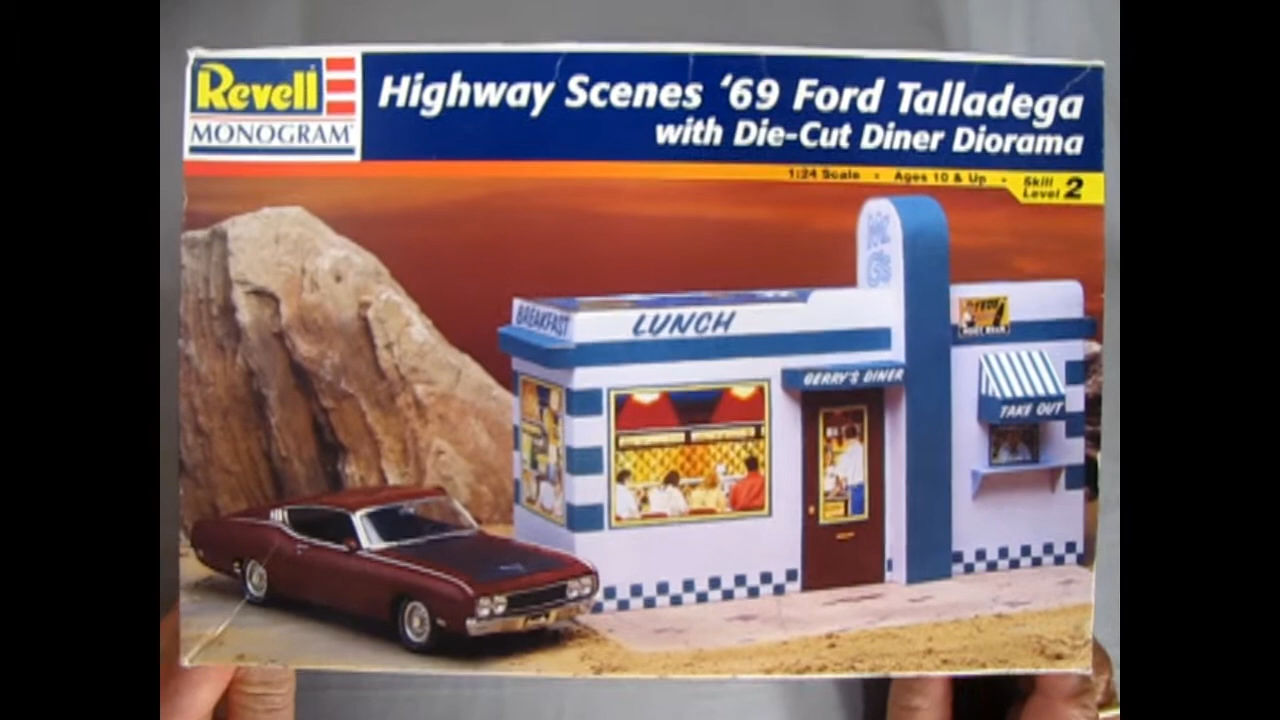 Revell
MONOGRAM
Highway Scenes '69 Ford Talladega
with Die-Cut Diner Diorama
1:24 Scale • Ages 10 & Up •
Skill
Level 2
G's
BREAKFAST
LUNCH
GERRY'S DINER
TAKE OUT